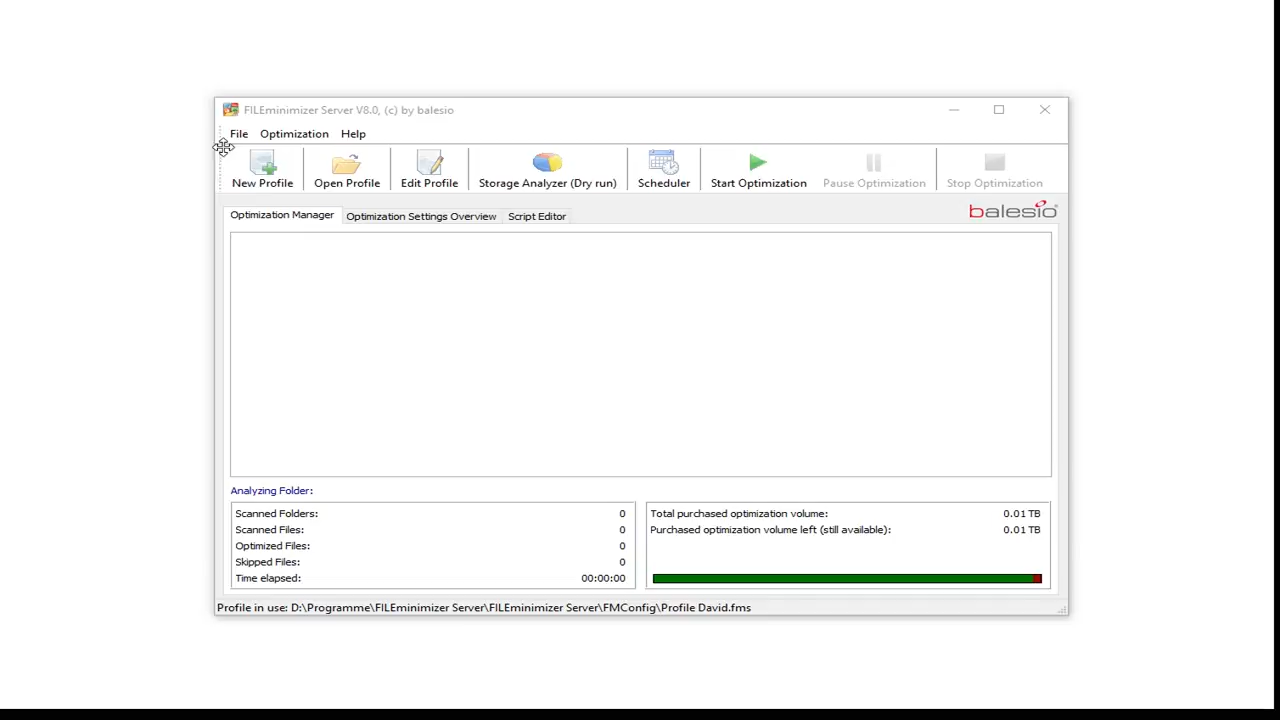 FILEminimizer Server V8.0, (c) by balesio
File Optimization Help
New Profile Open Profile Edit Profile Storage Analyzer (Dry run) Scheduler Start Optimization Pause Optimization Stop Optimization
Optimization Manager Optimization Settings Overview Script Editor balesio
Analyzing Folder:
Scanned Folders: 0
Scanned Files: 0
Optimized Files: 0
Skipped Files: 0
Time elapsed: 00:00:00
Total purchased optimization volume: 0.01 TB
Purchased optimization volume left (still available): 0.01 TB
Profile in use: D:\Programme\FILEminimizer Server\FILEminimizer Server\FMConfig\Profile David.fms